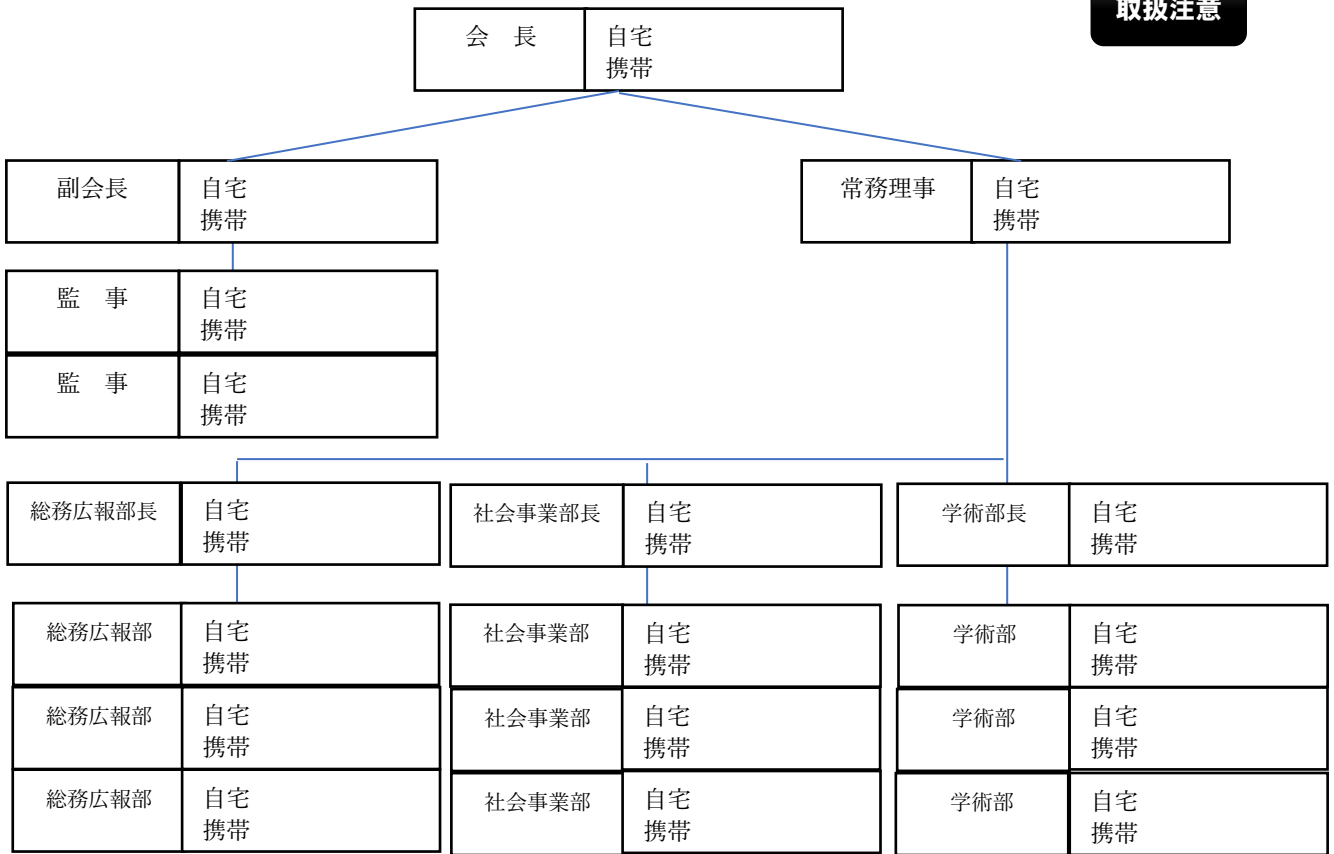 取扱注意
会　長
自宅
携帯
副会長
自宅
携帯
常務理事
自宅
携帯
監　事
自宅
携帯
監　事
自宅
携帯
総務広報部長
自宅
携帯
社会事業部長
自宅
携帯
学術部長
自宅
携帯
総務広報部
自宅
携帯
社会事業部
自宅
携帯
学術部
自宅
携帯
総務広報部
自宅
携帯
社会事業部
自宅
携帯
学術部
自宅
携帯
総務広報部
自宅
携帯
社会事業部
自宅
携帯
学術部
自宅
携帯